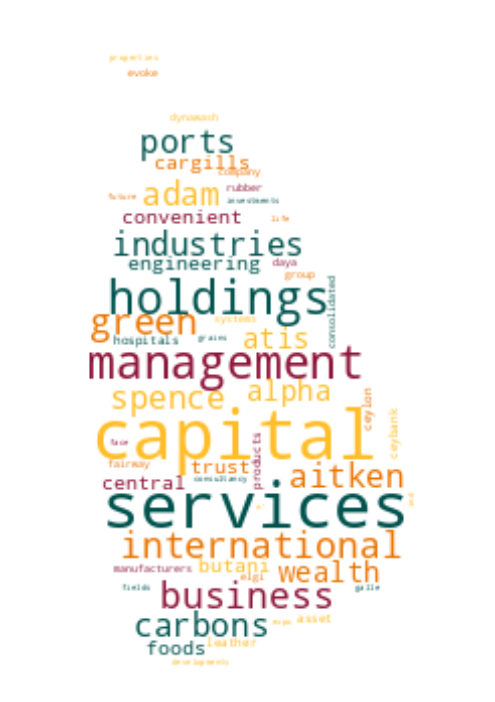 properties
evoke
dynawash
ports
cargills
company
adam
rubber
future
investments
convenient
life
industries
engineering
daya
group
holdings
consolidated
green
systems
hospitals
grains
atis
management
spence
alpha
ceylon
capital
ceybank
face
products
fairway
trust
aitken
central
consultancy
services
and
international
manufacturers
butani
elgi
wealth
fields
galle
business
carbons
expo
asset
foods
leather
developments